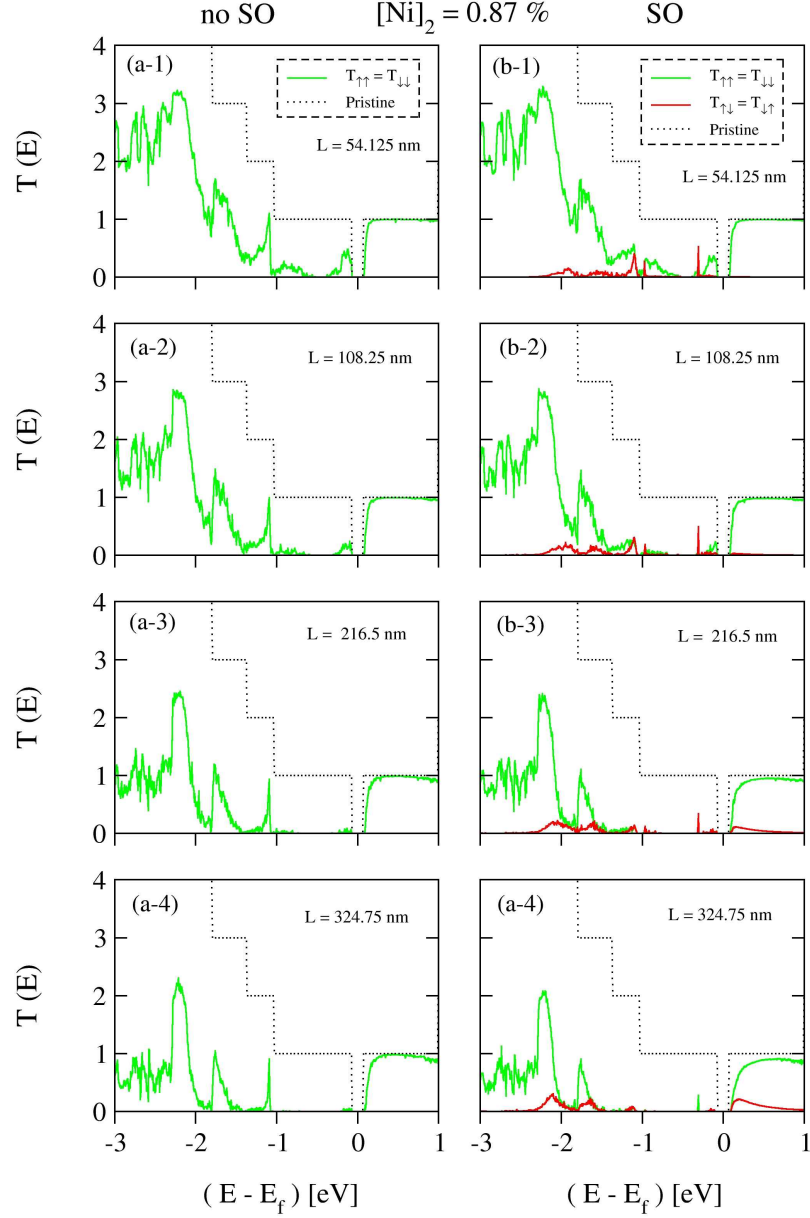 no SO [Ni]₂ = 0.87 % SO
(a-1)
T↑↑ = T↓↓
Pristine
L = 54.125 nm
T (E)
4
3
2
1
0
(b-1)
T↑↑ = T↓↓
T↑↓ = T↓↑
Pristine
L = 54.125 nm
(a-2)
L = 108.25 nm
T (E)
4
3
2
1
0
(b-2)
L = 108.25 nm
(a-3)
L = 216.5 nm
T (E)
4
3
2
1
0
(b-3)
L = 216.5 nm
(a-4)
L = 324.75 nm
T (E)
4
3
2
1
0
(a-4)
L = 324.75 nm
-3 -2 -1 0 1
-3 -2 -1 0 1
( E - E_f ) [eV]
( E - E_f ) [eV]